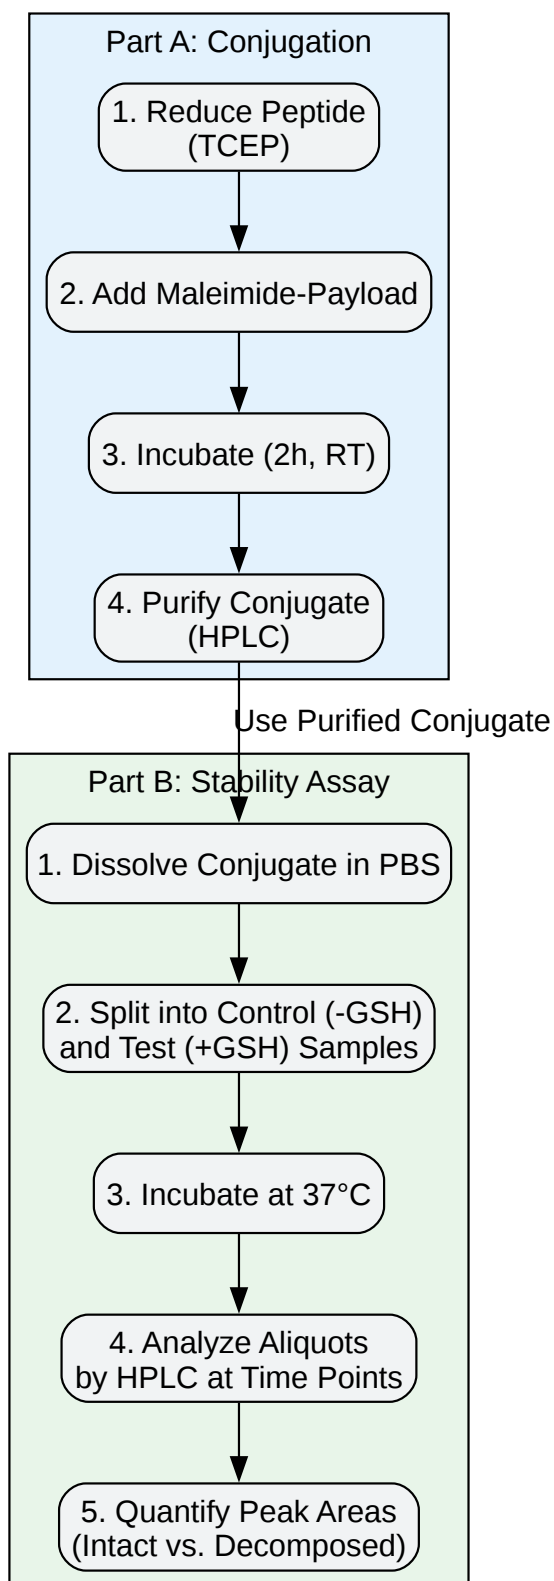 Part A: Conjugation
1. Reduce Peptide
(TCEP)
2. Add Maleimide-Payload
3. Incubate (2h, RT)
4. Purify Conjugate
(HPLC)
Use Purified Conjugate
Part B: Stability Assay
1. Dissolve Conjugate in PBS
2. Split into Control (-GSH)
and Test (+GSH) Samples
3. Incubate at 37°C
4. Analyze Aliquots
by HPLC at Time Points
5. Quantify Peak Areas
(Intact vs. Decomposed)